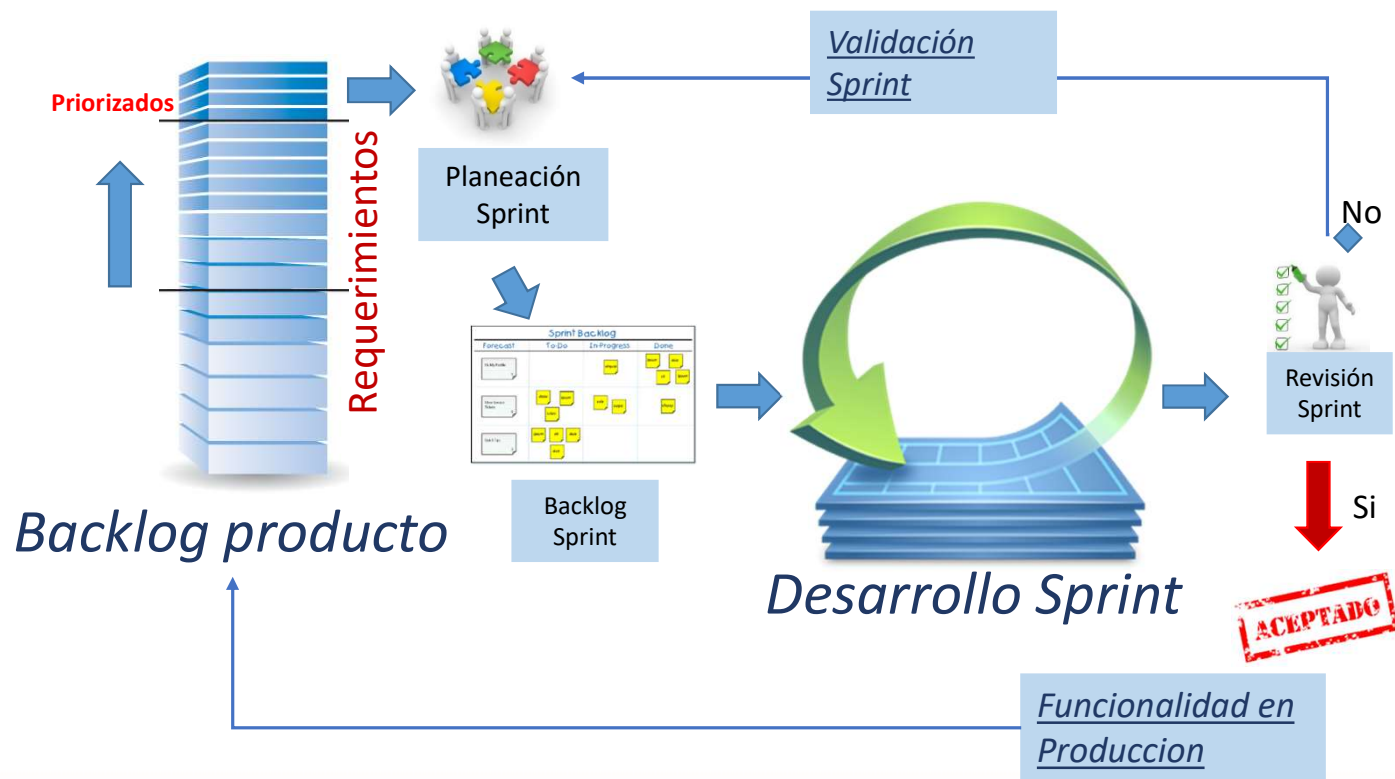 Validación
Sprint
Priorizados
Requerimientos
Planeación
Sprint
No
Sprint Backlog
Forecast
To-Do
In-Progress
Done
Revisión
Sprint
Backlog
Sprint
Si
Backlog producto
Desarrollo Sprint
ACEPTADO
Funcionalidad en
Produccion